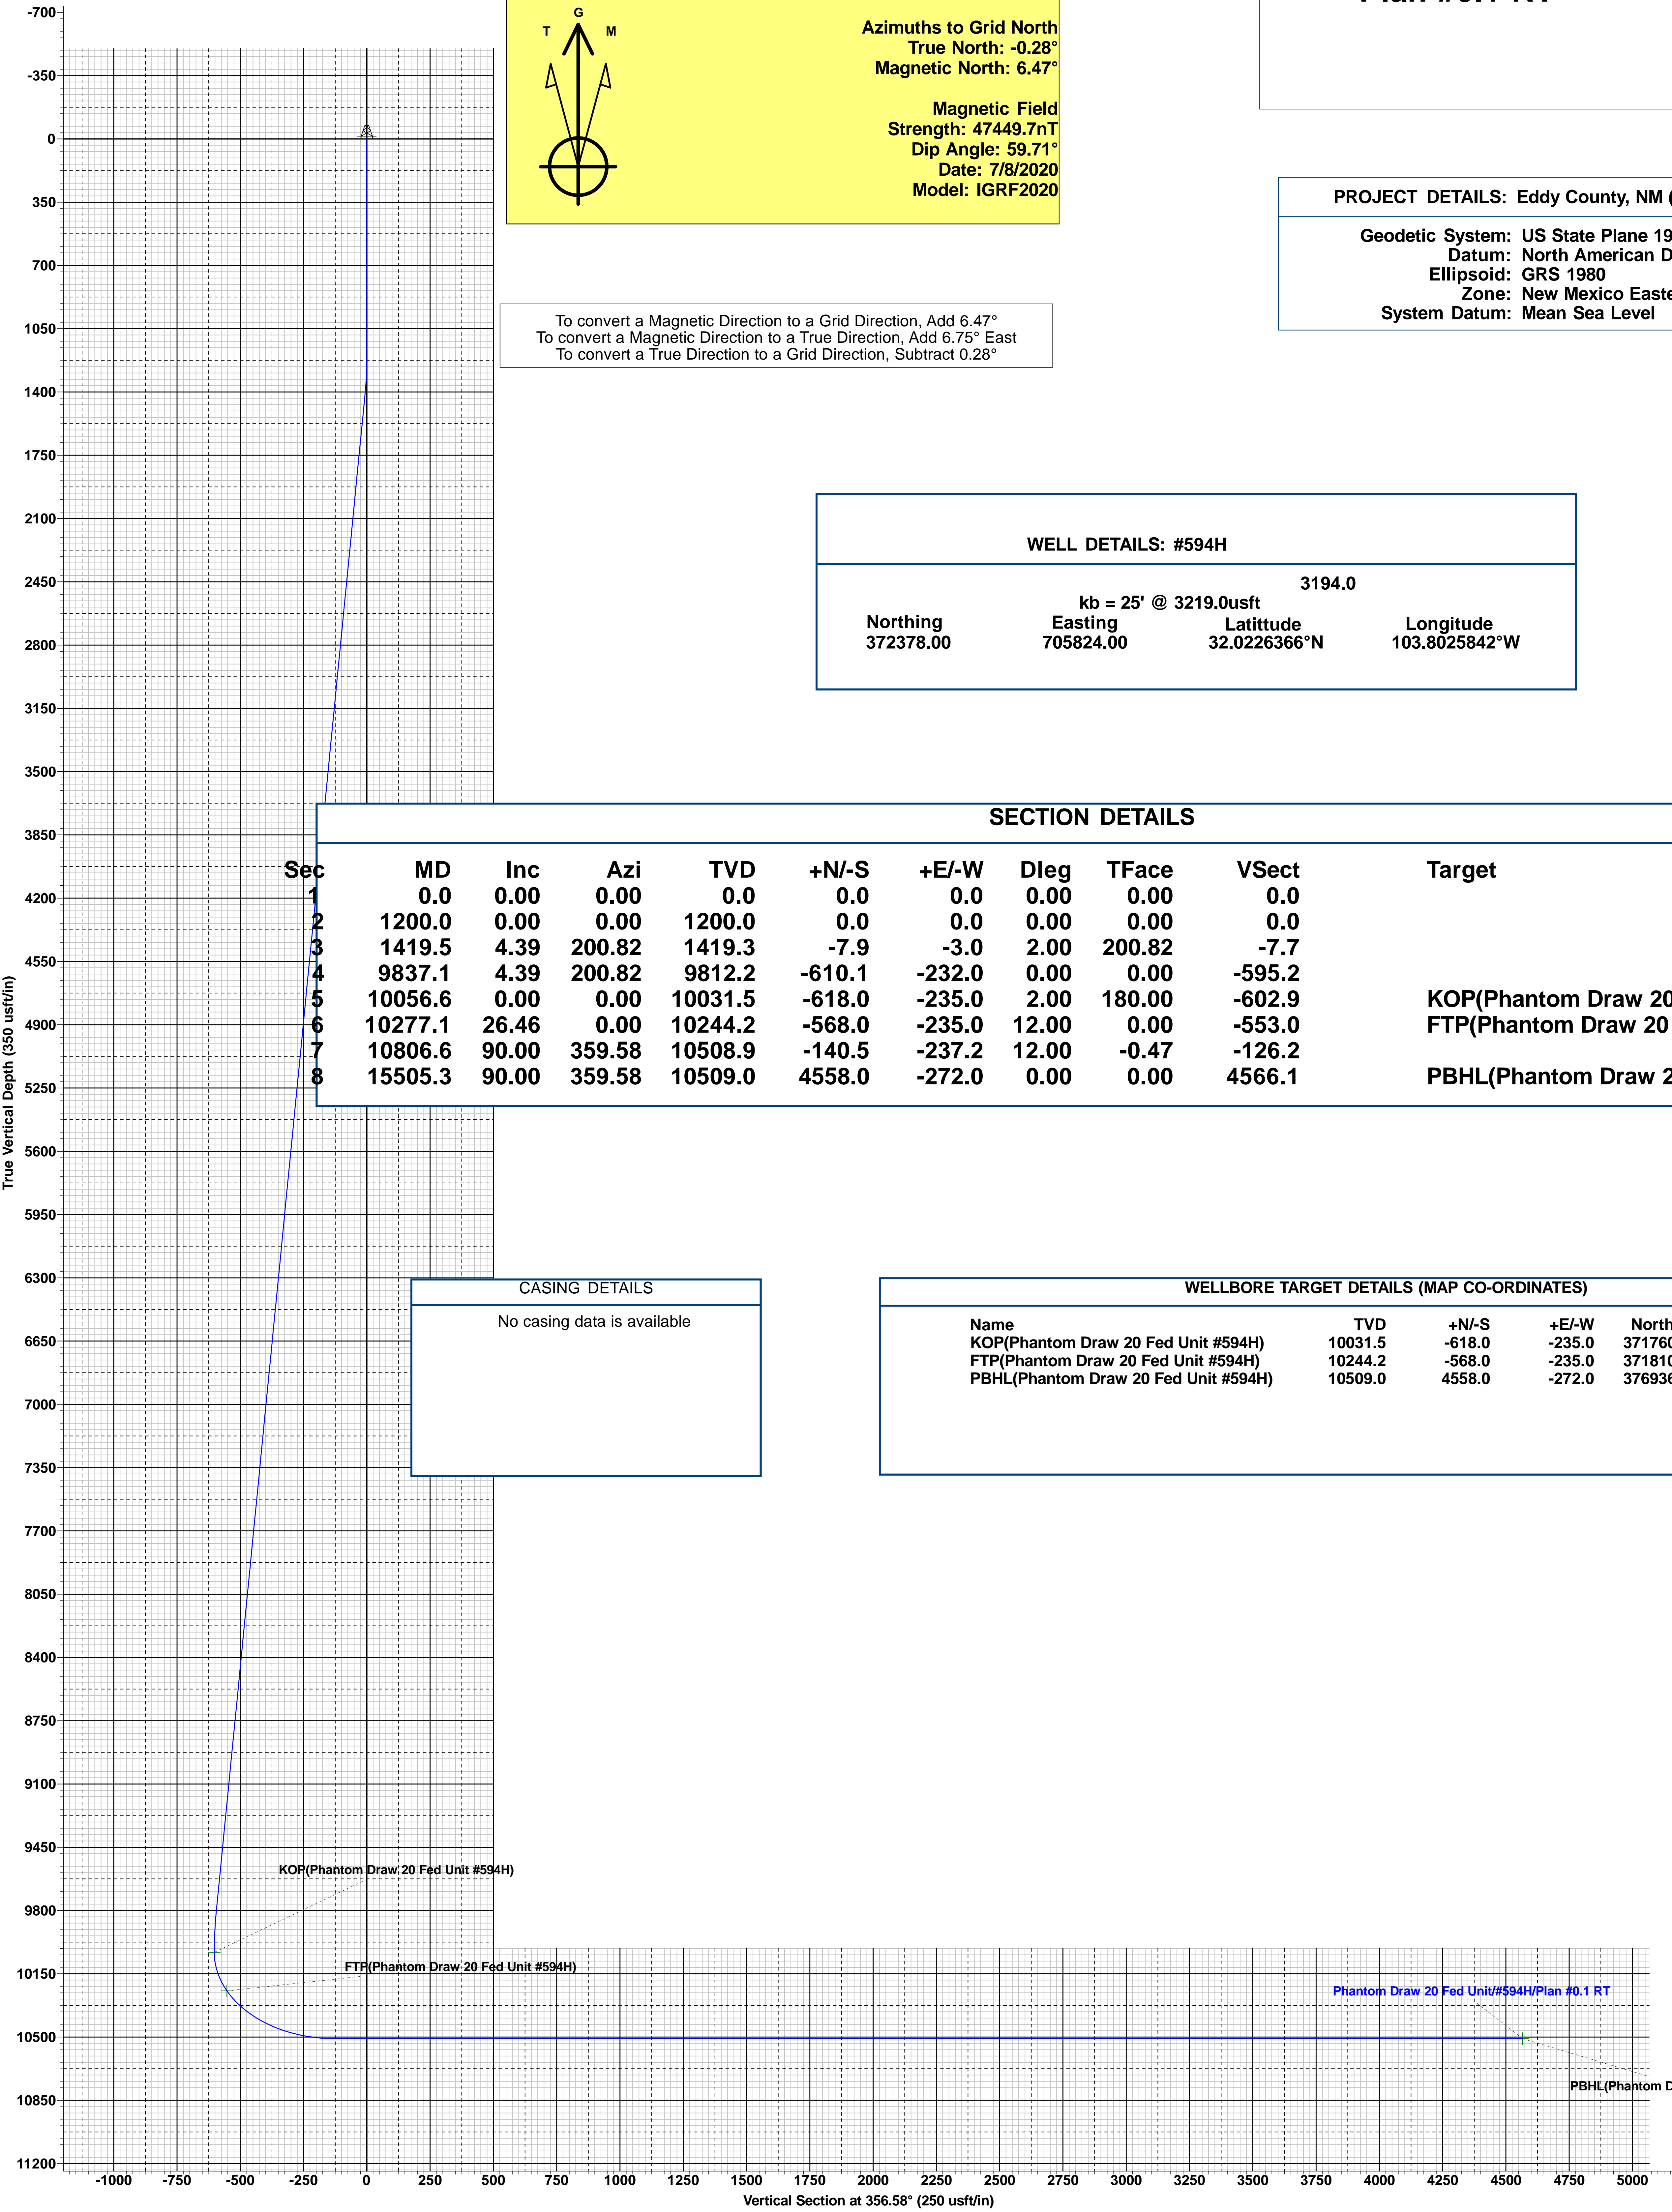 T G M
Azimuths to Grid North
True North: -0.28°
Magnetic North: 6.47°
Magnetic Field
Strength: 47449.7nT
Dip Angle: 59.71°
Date: 7/8/2020
Model: IGRF2020
PROJECT DETAILS: Eddy County, NM (
Geodetic System: US State Plane 19
Datum: North American D
Ellipsoid: GRS 1980
Zone: New Mexico Easte
System Datum: Mean Sea Level
To convert a Magnetic Direction to a Grid Direction, Add 6.47°
To convert a Magnetic Direction to a True Direction, Add 6.75° East
To convert a True Direction to a Grid Direction, Subtract 0.28°
WELL DETAILS: #594H
3194.0
kb = 25' @ 3219.0usft
Northing Easting Latittude Longitude
372378.00 705824.00 32.0226366°N 103.8025842°W
SECTION DETAILS
Sec MD Inc Azi TVD +N/-S +E/-W Dleg TFace VSect Target
1 0.0 0.00 0.00 0.0 0.0 0.0 0.00 0.00 0.0
2 1200.0 0.00 0.00 1200.0 0.0 0.0 0.00 0.00 0.0
3 1419.5 4.39 200.82 1419.3 -7.9 -3.0 2.00 200.82 -7.7
4 9837.1 4.39 200.82 9812.2 -610.1 -232.0 0.00 0.00 -595.2
5 10056.6 0.00 0.00 10031.5 -618.0 -235.0 2.00 180.00 -602.9 KOP(Phantom Draw 20
6 10277.1 26.46 0.00 10244.2 -568.0 -235.0 12.00 0.00 -553.0 FTP(Phantom Draw 20
7 10806.6 90.00 359.58 10508.9 -140.5 -237.2 12.00 -0.47 -126.2
8 15505.3 90.00 359.58 10509.0 4558.0 -272.0 0.00 0.00 4566.1 PBHL(Phantom Draw 2
CASING DETAILS
No casing data is available
WELLBORE TARGET DETAILS (MAP CO-ORDINATES)
Name TVD +N/-S +E/-W North
KOP(Phantom Draw 20 Fed Unit #594H) 10031.5 -618.0 -235.0 371760
FTP(Phantom Draw 20 Fed Unit #594H) 10244.2 -568.0 -235.0 371810
PBHL(Phantom Draw 20 Fed Unit #594H) 10509.0 4558.0 -272.0 376936
True Vertical Depth (350 usft/in)
-700
-350
0
350
700
1050
1400
1750
2100
2450
2800
3150
3500
3850
4200
4550
4900
5250
5600
5950
6300
6650
7000
7350
7700
8050
8400
8750
9100
9450
9800
10150
10500
10850
11200
KOP(Phantom Draw 20 Fed Unit #594H)
FTP(Phantom Draw 20 Fed Unit #594H)
Phantom Draw 20 Fed Unit/#594H/Plan #0.1 RT
PBHL(Phantom D
-1000 -750 -500 -250 0 250 500 750 1000 1250 1500 1750 2000 2250 2500 2750 3000 3250 3500 3750 4000 4250 4500 4750 5000
Vertical Section at 356.58° (250 usft/in)